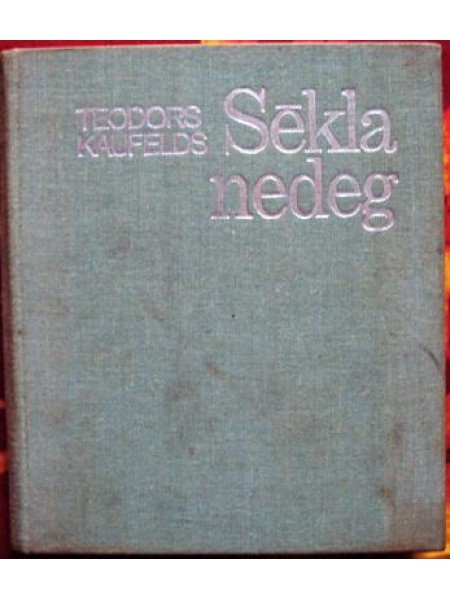 TEODORS
KAUFELDS
Sēkla
nedeg